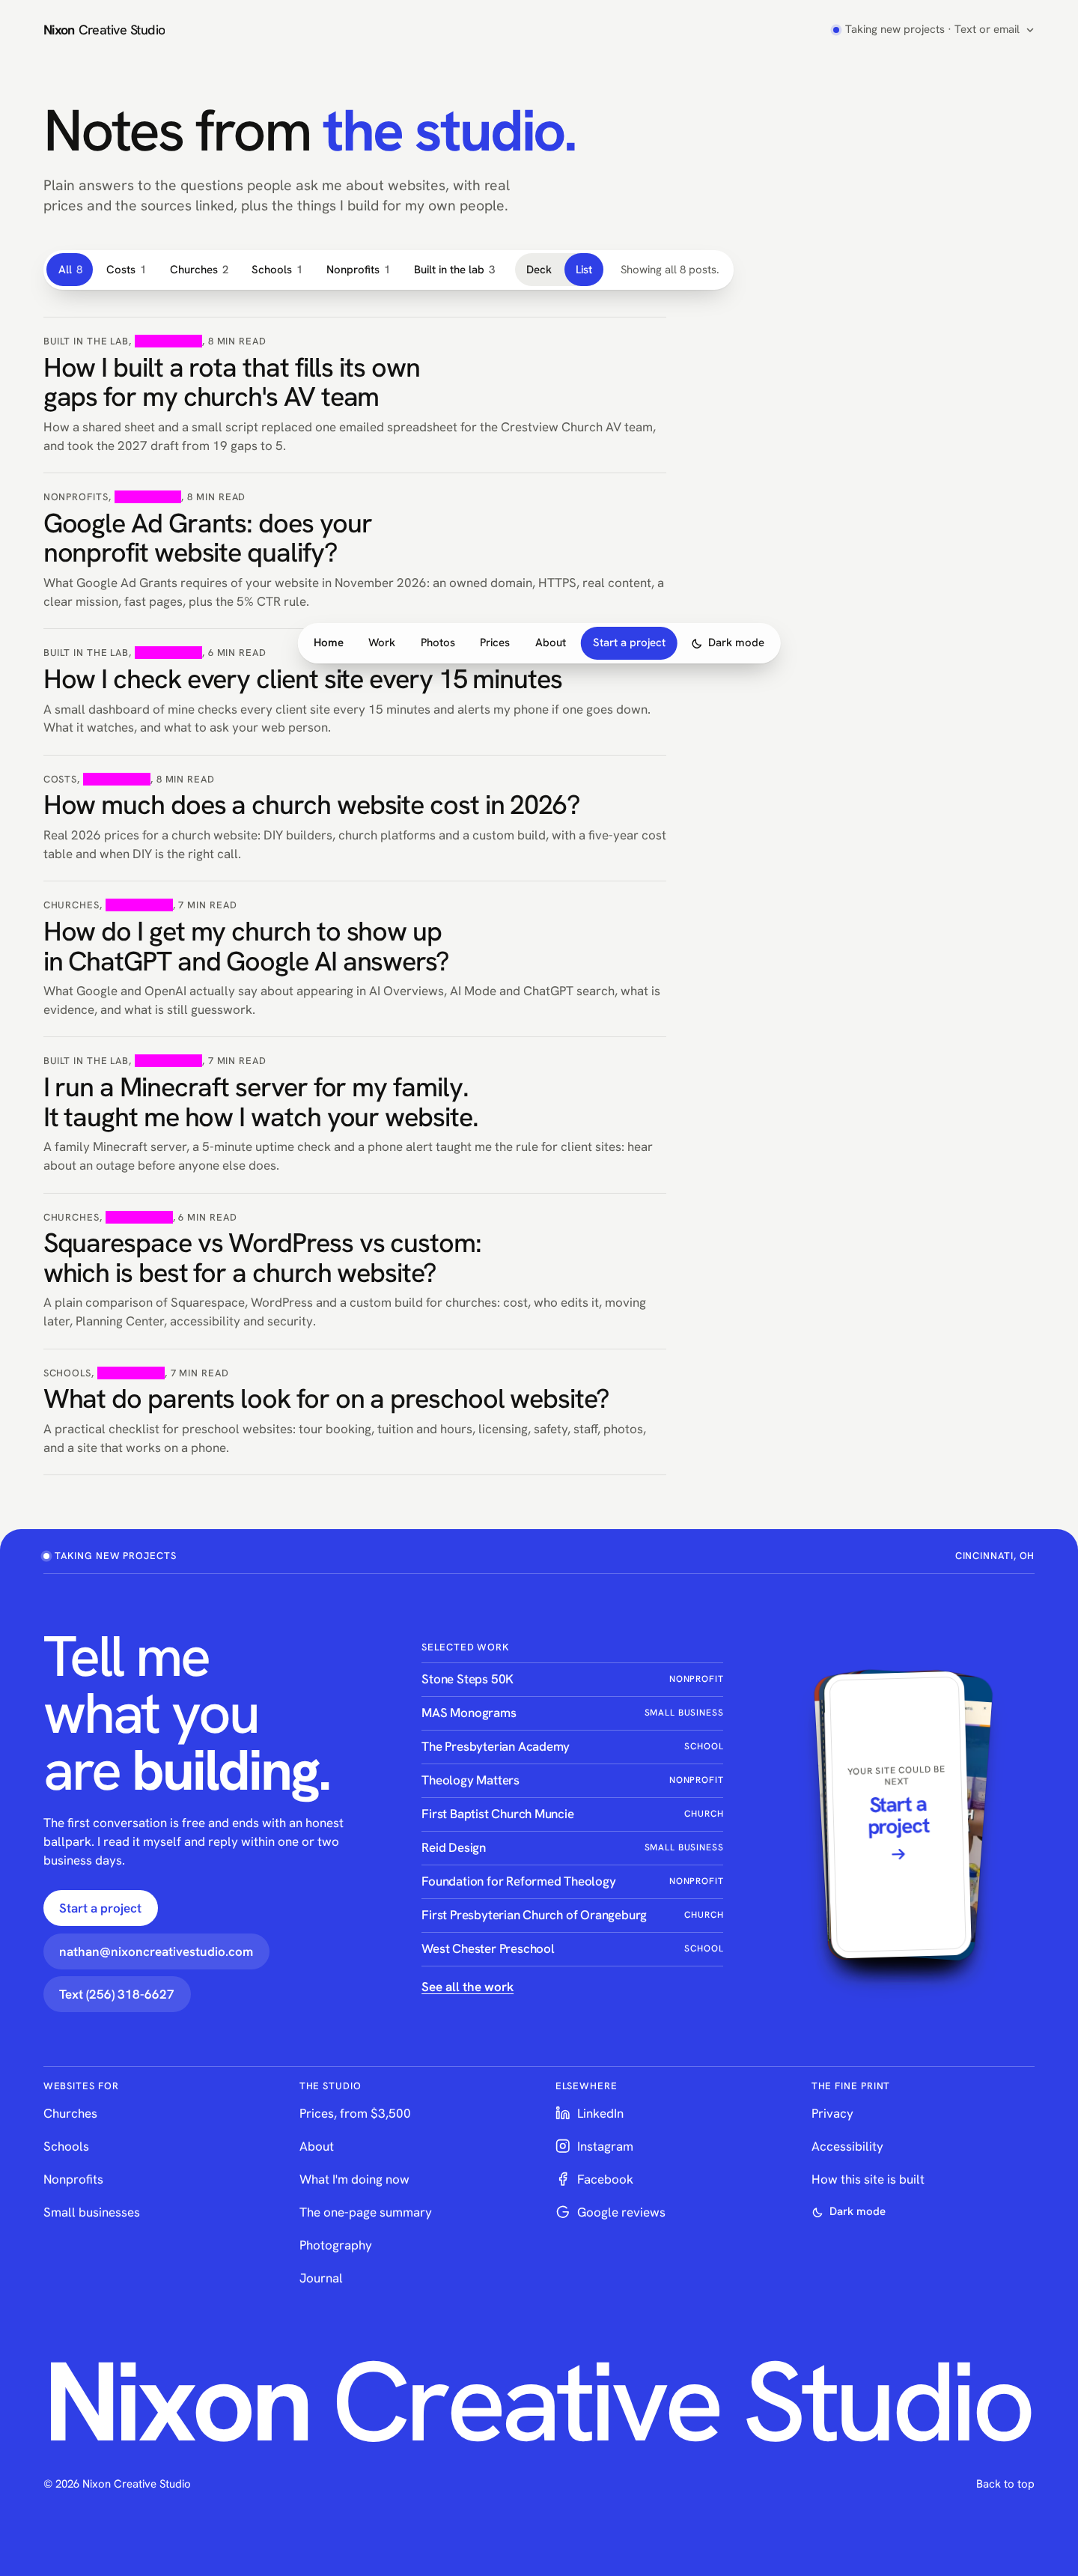 Nixon Creative Studio
Taking new projects · Text or email
Notes from the studio.
Plain answers to the questions people ask me about websites, with real
prices and the sources linked, plus the things I build for my own people.
All 8 Costs 1 Churches 2 Schools 1 Nonprofits 1 Built in the lab 3 Deck List Showing all 8 posts.
BUILT IN THE LAB, , 8 MIN READ
How I built a rota that fills its own
gaps for my church's AV team
How a shared sheet and a small script replaced one emailed spreadsheet for the Crestview Church AV team,
and took the 2027 draft from 19 gaps to 5.
NONPROFITS, , 8 MIN READ
Google Ad Grants: does your
nonprofit website qualify?
What Google Ad Grants requires of your website in November 2026: an owned domain, HTTPS, real content, a
clear mission, fast pages, plus the 5% CTR rule.
Home Work Photos Prices About Start a project Dark mode
BUILT IN THE LAB, , 6 MIN READ
How I check every client site every 15 minutes
A small dashboard of mine checks every client site every 15 minutes and alerts my phone if one goes down.
What it watches, and what to ask your web person.
COSTS, , 8 MIN READ
How much does a church website cost in 2026?
Real 2026 prices for a church website: DIY builders, church platforms and a custom build, with a five-year cost
table and when DIY is the right call.
CHURCHES, , 7 MIN READ
How do I get my church to show up
in ChatGPT and Google AI answers?
What Google and OpenAI actually say about appearing in AI Overviews, AI Mode and ChatGPT search, what is
evidence, and what is still guesswork.
BUILT IN THE LAB, , 7 MIN READ
I run a Minecraft server for my family.
It taught me how I watch your website.
A family Minecraft server, a 5-minute uptime check and a phone alert taught me the rule for client sites: hear
about an outage before anyone else does.
CHURCHES, , 6 MIN READ
Squarespace vs WordPress vs custom:
which is best for a church website?
A plain comparison of Squarespace, WordPress and a custom build for churches: cost, who edits it, moving
later, Planning Center, accessibility and security.
SCHOOLS, , 7 MIN READ
What do parents look for on a preschool website?
A practical checklist for preschool websites: tour booking, tuition and hours, licensing, safety, staff, photos,
and a site that works on a phone.
TAKING NEW PROJECTS
CINCINNATI, OH
Tell me
what you
are building.
The first conversation is free and ends with an honest
ballpark. I read it myself and reply within one or two
business days.
Start a project
nathan@nixoncreativestudio.com
Text (256) 318-6627
SELECTED WORK
Stone Steps 50K NONPROFIT
MAS Monograms SMALL BUSINESS
The Presbyterian Academy SCHOOL
Theology Matters NONPROFIT
First Baptist Church Muncie CHURCH
Reid Design SMALL BUSINESS
Foundation for Reformed Theology NONPROFIT
First Presbyterian Church of Orangeburg CHURCH
West Chester Preschool SCHOOL
See all the work
YOUR SITE COULD BE
NEXT
Start a
project
WEBSITES FOR
Churches
Schools
Nonprofits
Small businesses
THE STUDIO
Prices, from $3,500
About
What I'm doing now
The one-page summary
Photography
Journal
ELSEWHERE
LinkedIn
Instagram
Facebook
Google reviews
THE FINE PRINT
Privacy
Accessibility
How this site is built
Dark mode
Nixon Creative Studio
© 2026 Nixon Creative Studio
Back to top